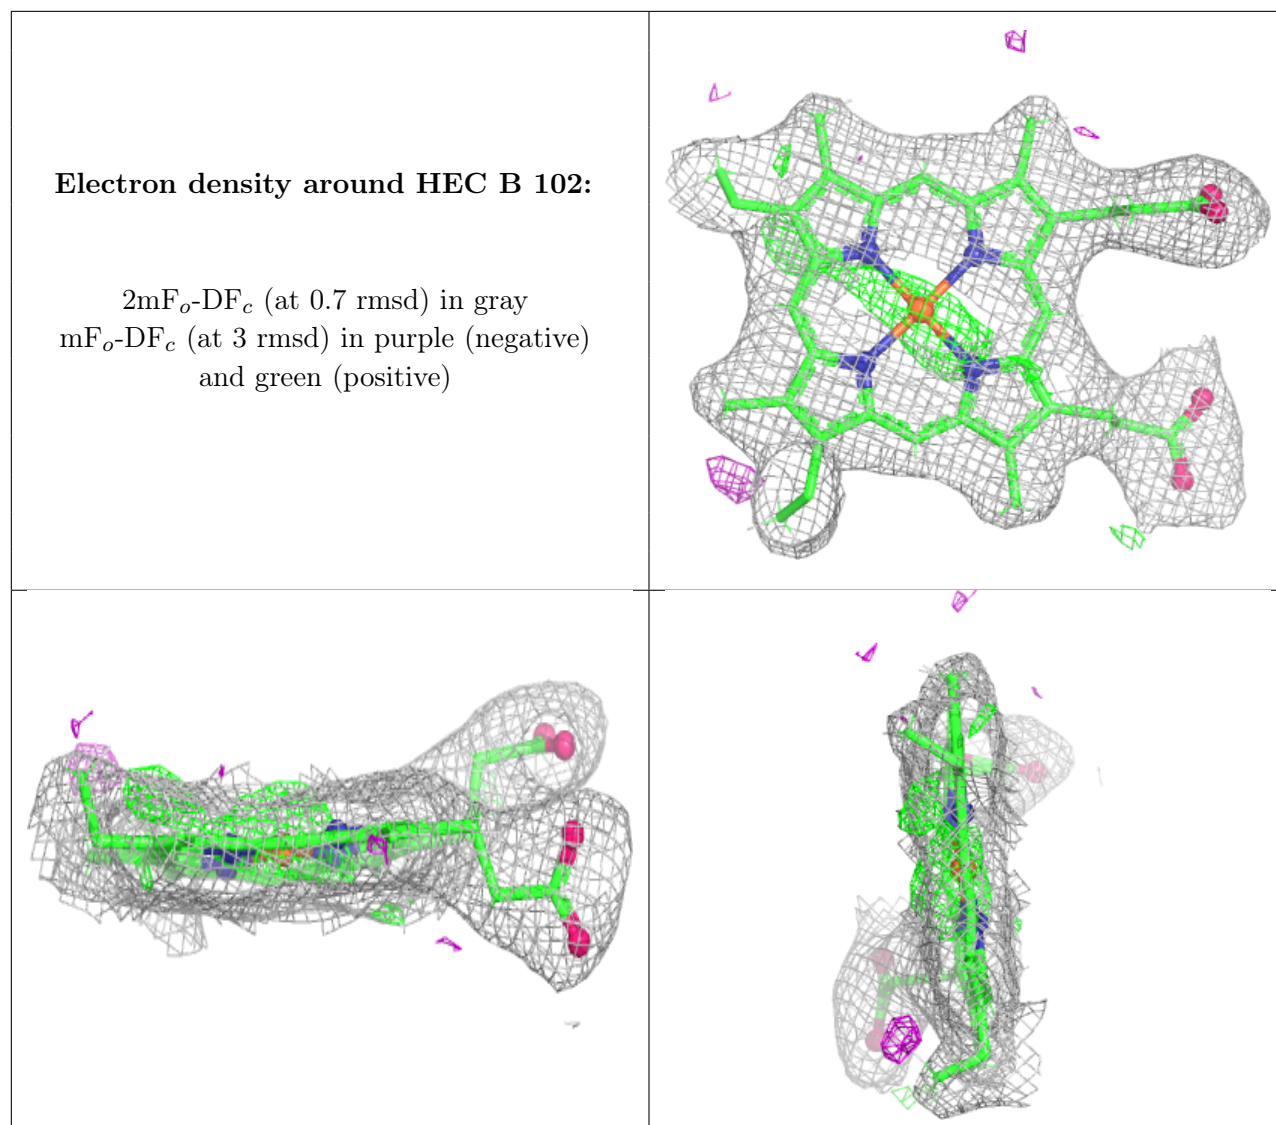 Electron density around HEC B 102:
2mFo-DFc (at 0.7 rmsd) in gray
mFo-DFc (at 3 rmsd) in purple (negative)
and green (positive)